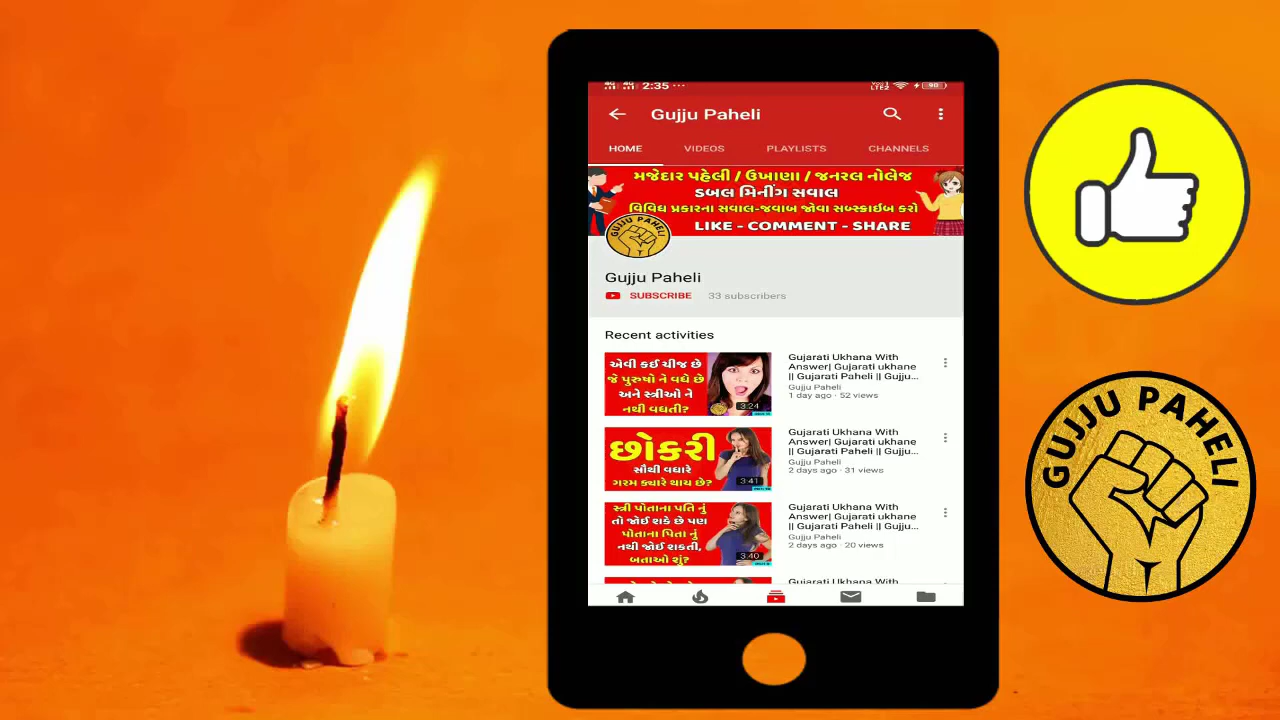 2:35 ...
90
Gujju Paheli
HOME VIDEOS PLAYLISTS CHANNELS
મજેદાર પહેલી / ઉખાણા / જનરલ નોલેજ
ડબલ મિનીંગ સવાલ
વિવિધ પ્રકારના સવાલ-જવાબ જોવા સબ્સ્ક્રાઇબ કરો
LIKE - COMMENT - SHARE
GUJJU PAHELI
Gujju Paheli
SUBSCRIBE 33 subscribers
Recent activities
એવી કઈ ચીજ છે
જે પુરુષો ને વધે છે
અને સ્ત્રીઓ ને
નથી વધતી?
3:24
Gujarati Ukhana With
Answer| Gujarati ukhane
|| Gujarati Paheli || Gujju...
Gujju Paheli
1 day ago · 52 views
છોકરી
સૌથી વધારે
ગરમ ક્યારે થાય છે?
3:41
Gujarati Ukhana With
Answer| Gujarati ukhane
|| Gujarati Paheli || Gujju...
Gujju Paheli
2 days ago · 31 views
સ્ત્રી પોતાના પતિ નું
તો જોઈ શકે છે પણ
પોતાના પિતા નું
નથી જોઈ શકતી,
બતાઓ શું?
3:40
Gujarati Ukhana With
Answer| Gujarati ukhane
|| Gujarati Paheli || Gujju...
Gujju Paheli
2 days ago · 20 views
Gujarati Ukhana With
GUJJU PAHELI